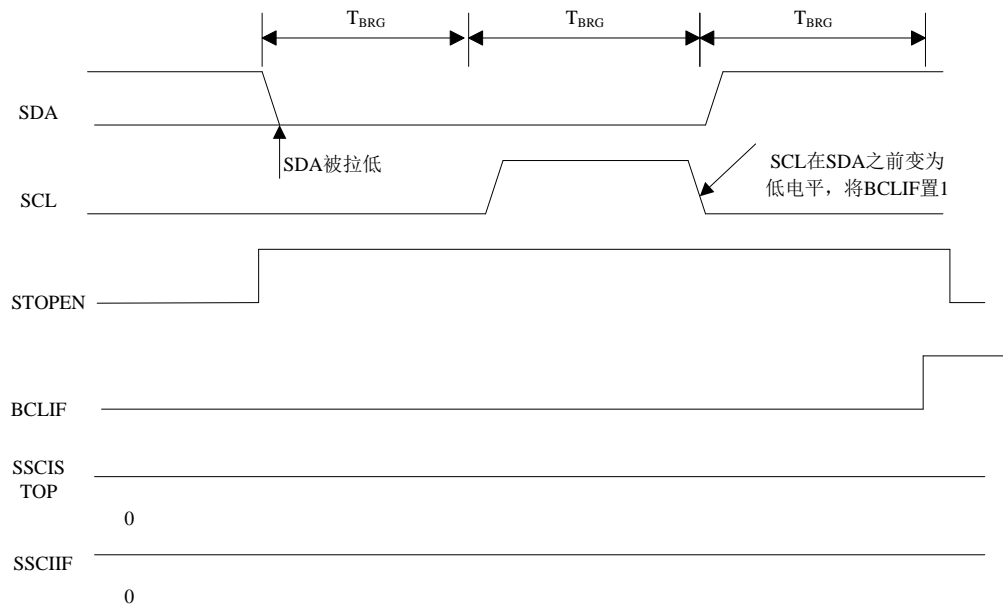 TBRG TBRG TBRG
SDA
SDA被拉低
SCL在SDA之前变为
低电平，将BCLIF置1
SCL
STOPEN
BCLIF
SSCIS
TOP
0
SSCIIF
0